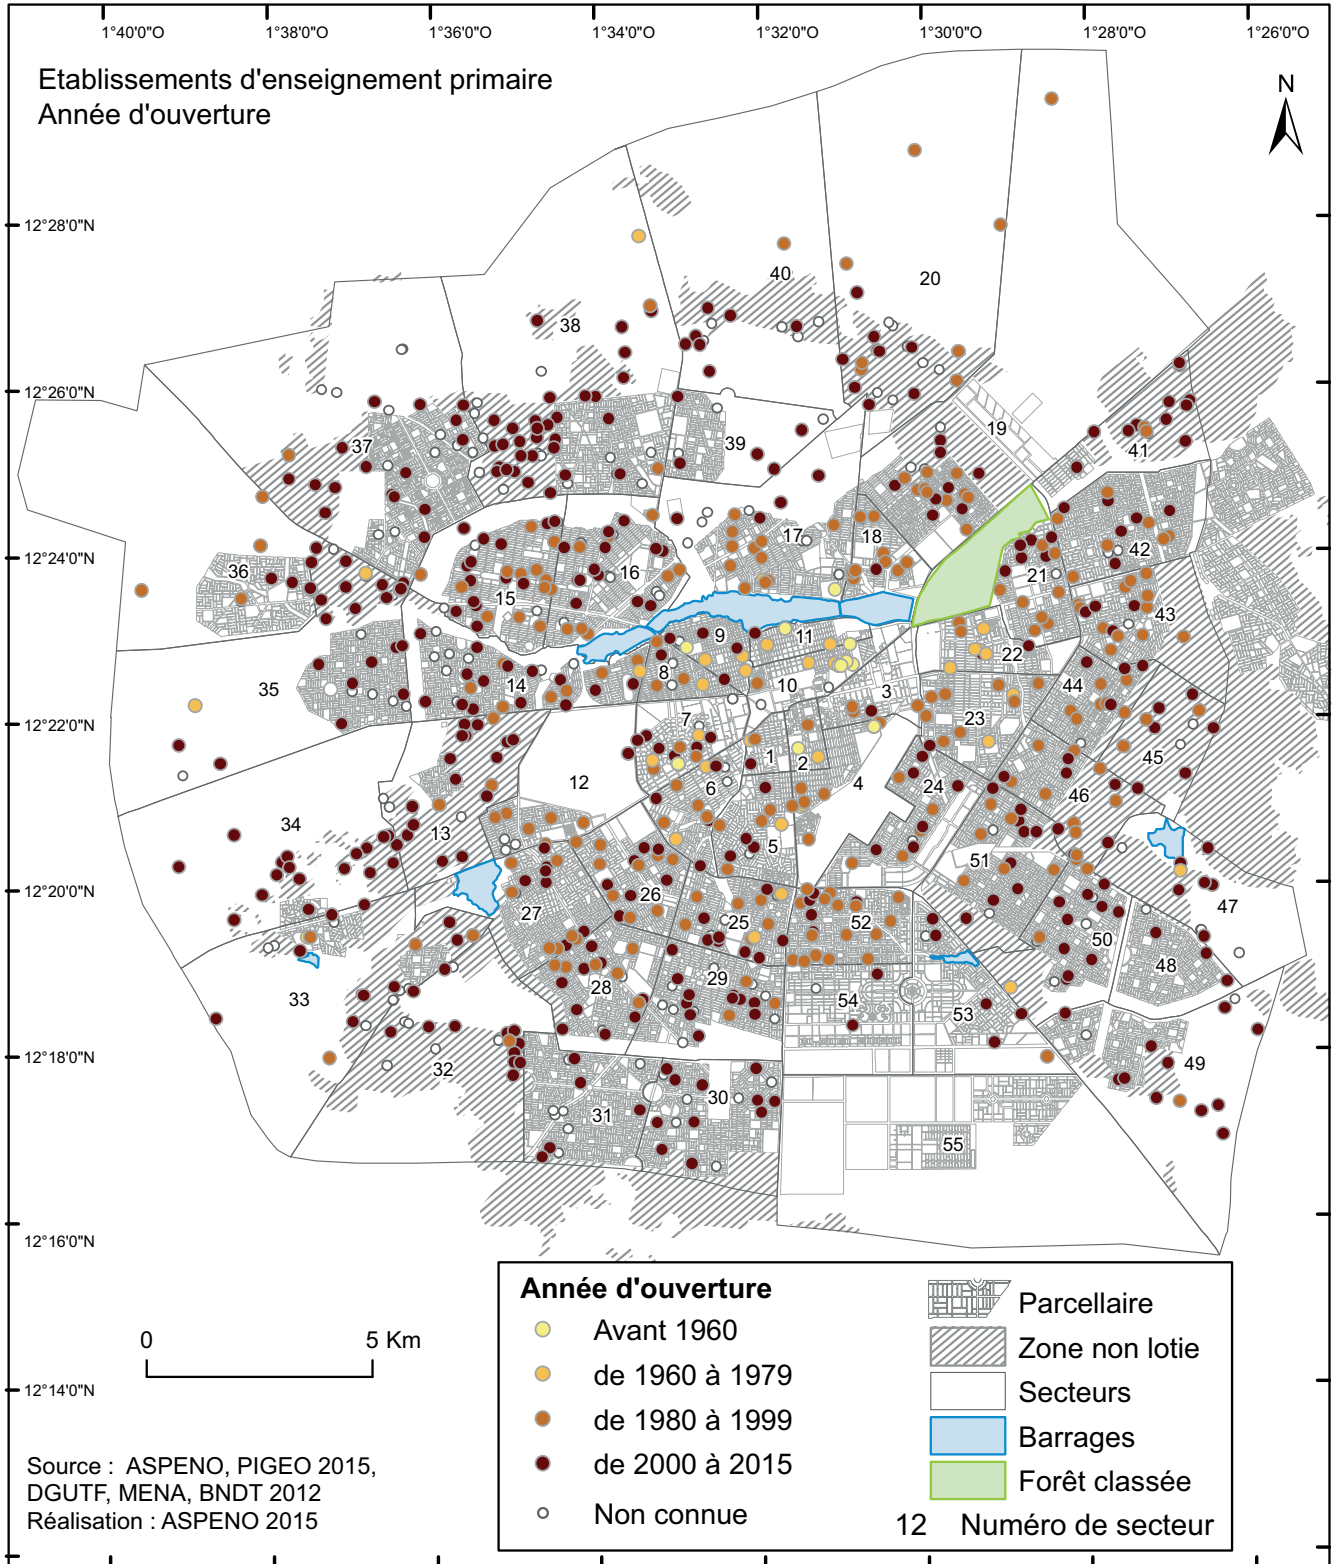 1°40'0"O 1°38'0"O 1°36'0"O 1°34'0"O 1°32'0"O 1°30'0"O 1°28'0"O 1°26'0"O
Etablissements d'enseignement primaire
Année d'ouverture
N
12°28'0"N
12°26'0"N
12°24'0"N
12°22'0"N
12°20'0"N
12°18'0"N
12°16'0"N
12°14'0"N
40
20
38
19
37
39
41
17
18
42
36
16
21
15
43
9
11
22
8
35
14
10
3
44
7
23
45
1
2
12
4
6
24
46
34
13
5
51
26
47
27
25
52
50
48
29
28
33
54
53
32
49
30
31
55
Année d'ouverture
Avant 1960
de 1960 à 1979
de 1980 à 1999
de 2000 à 2015
Non connue
Parcellaire
Zone non lotie
Secteurs
Barrages
Forêt classée
12 Numéro de secteur
0 5 Km
Source : ASPENO, PIGEO 2015,
DGUTF, MENA, BNDT 2012
Réalisation : ASPENO 2015